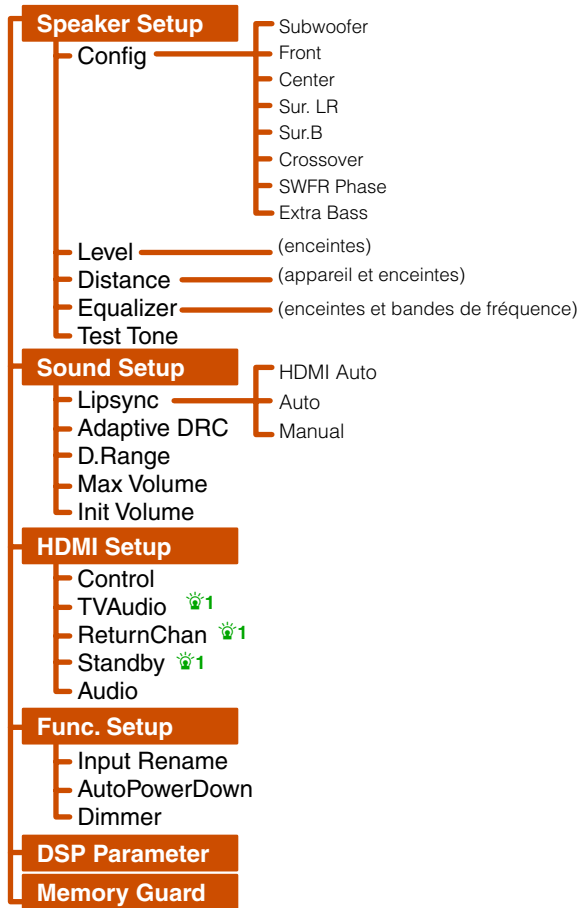 Speaker Setup
Config
Subwoofer
Front
Center
Sur. LR
Sur.B
Crossover
SWFR Phase
Extra Bass
Level
(enceintes)
Distance
(appareil et enceintes)
Equalizer
(enceintes et bandes de fréquence)
Test Tone
Sound Setup
Lipsync
HDMI Auto
Auto
Manual
Adaptive DRC
D.Range
Max Volume
Init Volume
HDMI Setup
Control
TVAudio 1
ReturnChan 1
Standby 1
Audio
Func. Setup
Input Rename
AutoPowerDown
Dimmer
DSP Parameter
Memory Guard